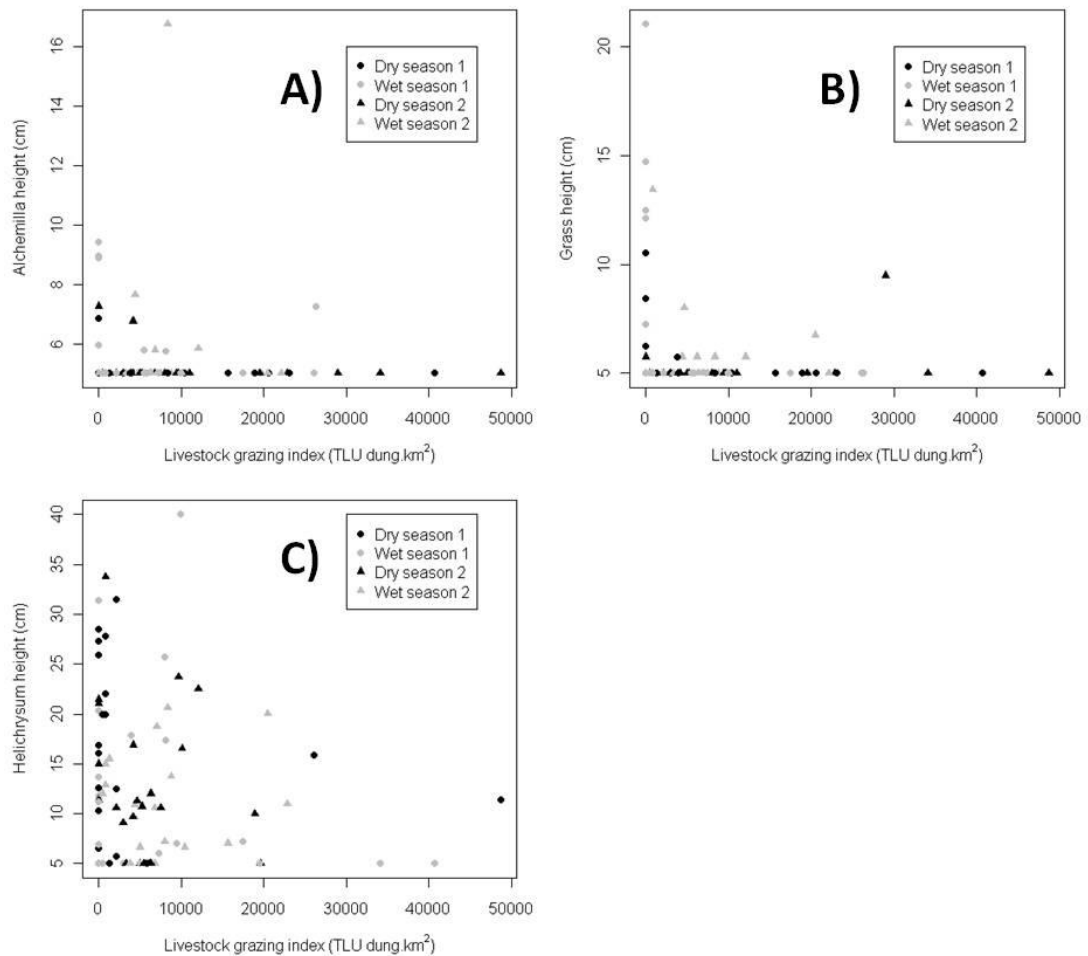 A)
Dry season 1
Wet season 1
Dry season 2
Wet season 2
Alchemilla height (cm)
16
14
12
10
8
6
0 10000 20000 30000 40000 50000
Livestock grazing index (TLU dung.km²)
B)
Dry season 1
Wet season 1
Dry season 2
Wet season 2
Grass height (cm)
20
15
10
5
0 10000 20000 30000 40000 50000
Livestock grazing index (TLU dung.km²)
C)
Dry season 1
Wet season 1
Dry season 2
Wet season 2
Helichrysum height (cm)
40
35
30
25
20
15
10
5
0 10000 20000 30000 40000 50000
Livestock grazing index (TLU dung.km²)